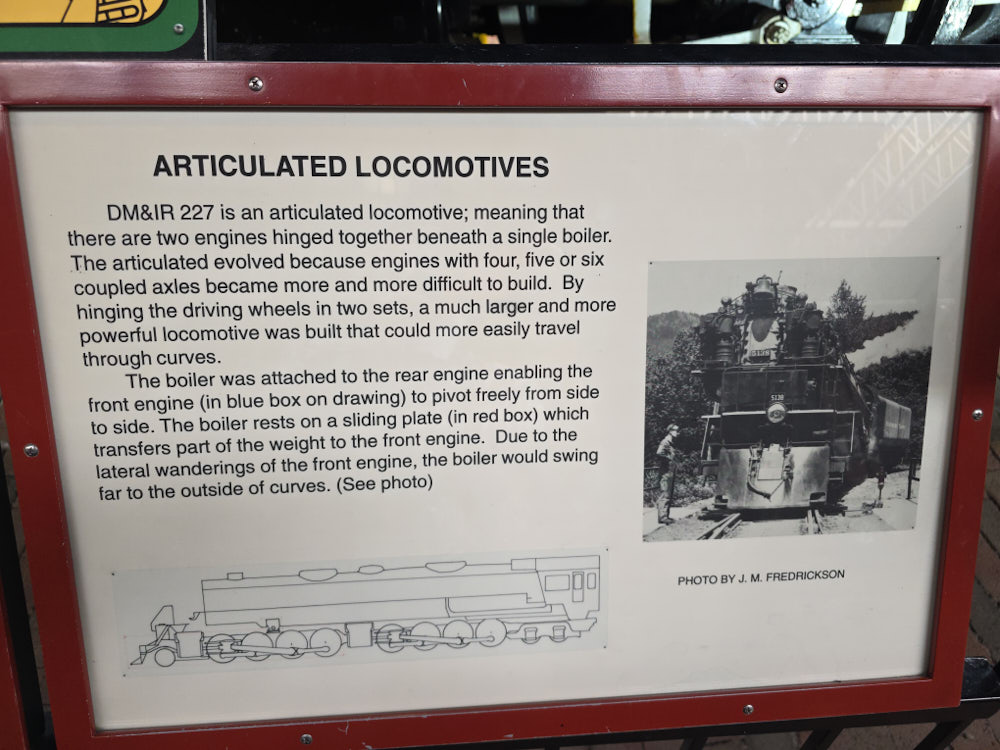 ARTICULATED LOCOMOTIVES
DM&IR 227 is an articulated locomotive; meaning that
there are two engines hinged together beneath a single boiler.
The articulated evolved because engines with four, five or six
coupled axles became more and more difficult to build. By
hinging the driving wheels in two sets, a much larger and more
powerful locomotive was built that could more easily travel
through curves.
The boiler was attached to the rear engine enabling the
front engine (in blue box on drawing) to pivot freely from side
to side. The boiler rests on a sliding plate (in red box) which
transfers part of the weight to the front engine. Due to the
lateral wanderings of the front engine, the boiler would swing
far to the outside of curves. (See photo)
5138
PHOTO BY J. M. FREDRICKSON